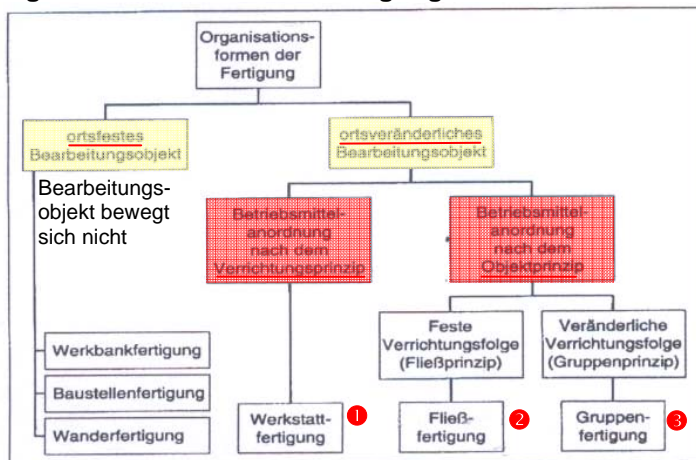 Organisations-
formen der
Fertigung
ortsfestes
Bearbeitungsobjekt
ortsveränderliches
Bearbeitungsobjekt
Bearbeitungs-
objekt bewegt
sich nicht
Betriebsmittel-
anordnung
nach dem
Verrichtungsprinzip
Betriebsmittel-
anordnung
nach dem
Objektprinzip
Feste
Verrichtungsfolge
(Fließprinzip)
Veränderliche
Verrichtungsfolge
(Gruppenprinzip)
Werkbankfertigung
Baustellenfertigung
Wanderfertigung
Werkstatt-
fertigung
1
Fließ-
fertigung
2
Gruppen-
fertigung
3